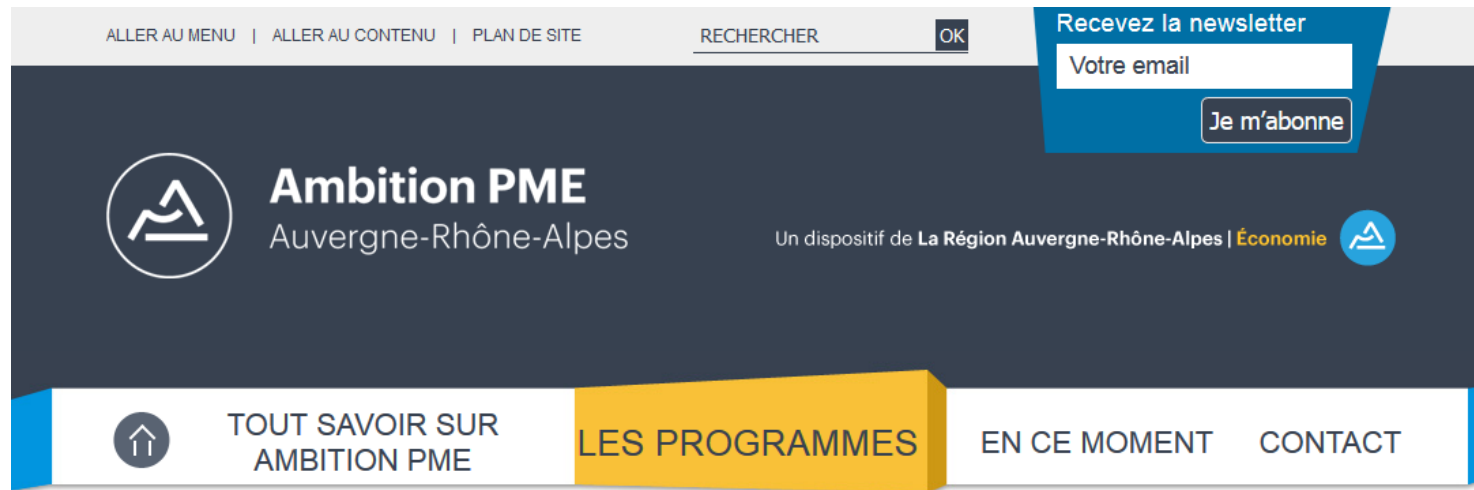 ALLER AU MENU | ALLER AU CONTENU | PLAN DE SITE
RECHERCHER OK
Recevez la newsletter
Votre email
Je m’abonne
Ambition PME
Auvergne-Rhône-Alpes
Un dispositif de La Région Auvergne-Rhône-Alpes | Économie
TOUT SAVOIR SUR
AMBITION PME
LES PROGRAMMES
EN CE MOMENT
CONTACT